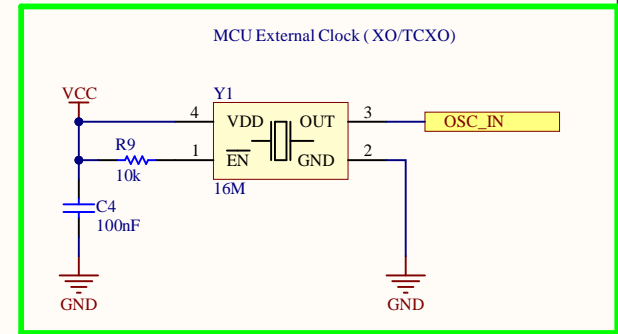 MCU External Clock ( XO/TCXO)
VCC
Y1
4
VDD
OUT
3
OSC_IN
R9
10k
1
EN
GND
2
16M
C4
100nF
GND
GND